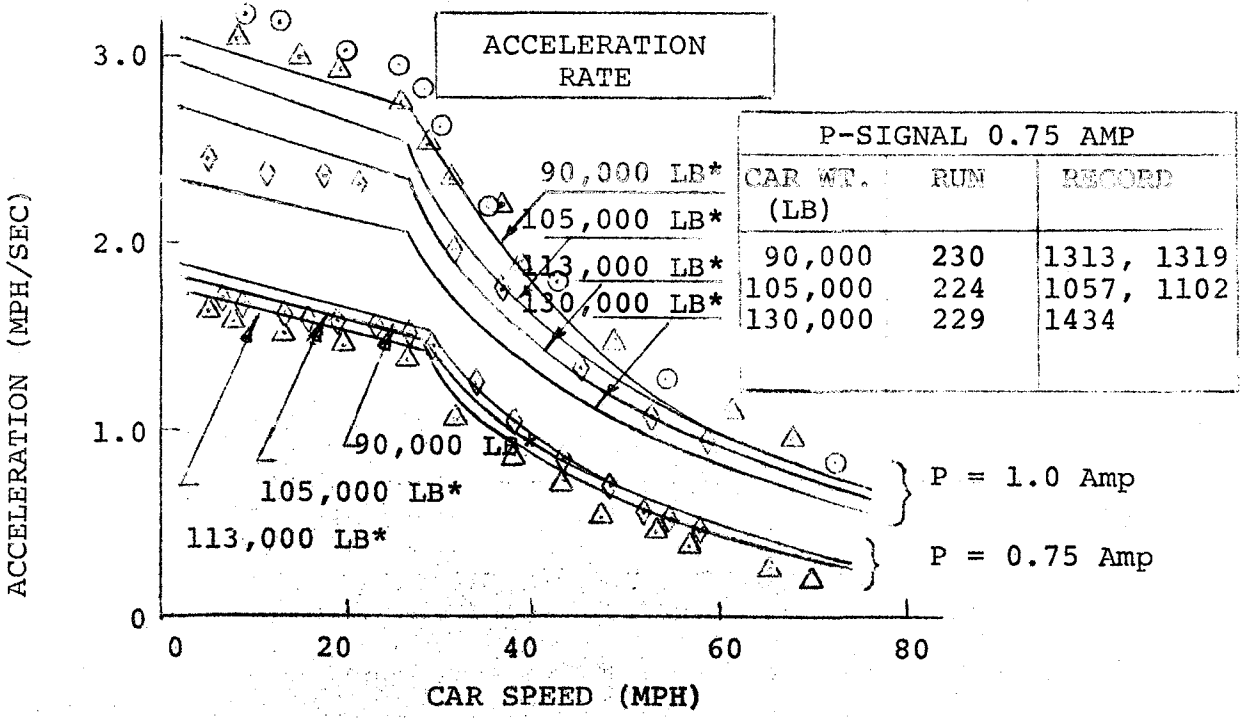 ACCELERATION
RATE
3.0
2.0
1.0
0
ACCELERATION (MPH/SEC)
90,000 LB*
105,000 LB*
113,000 LB*
130,000 LB*
P-SIGNAL 0.75 AMP
CAR WT. RUN RECORD
(LB)
90,000 230 1313, 1319
105,000 224 1057, 1102
130,000 229 1434
90,000 LB*
105,000 LB*
113,000 LB*
P = 1.0 Amp
P = 0.75 Amp
0 20 40 60 80
CAR SPEED (MPH)